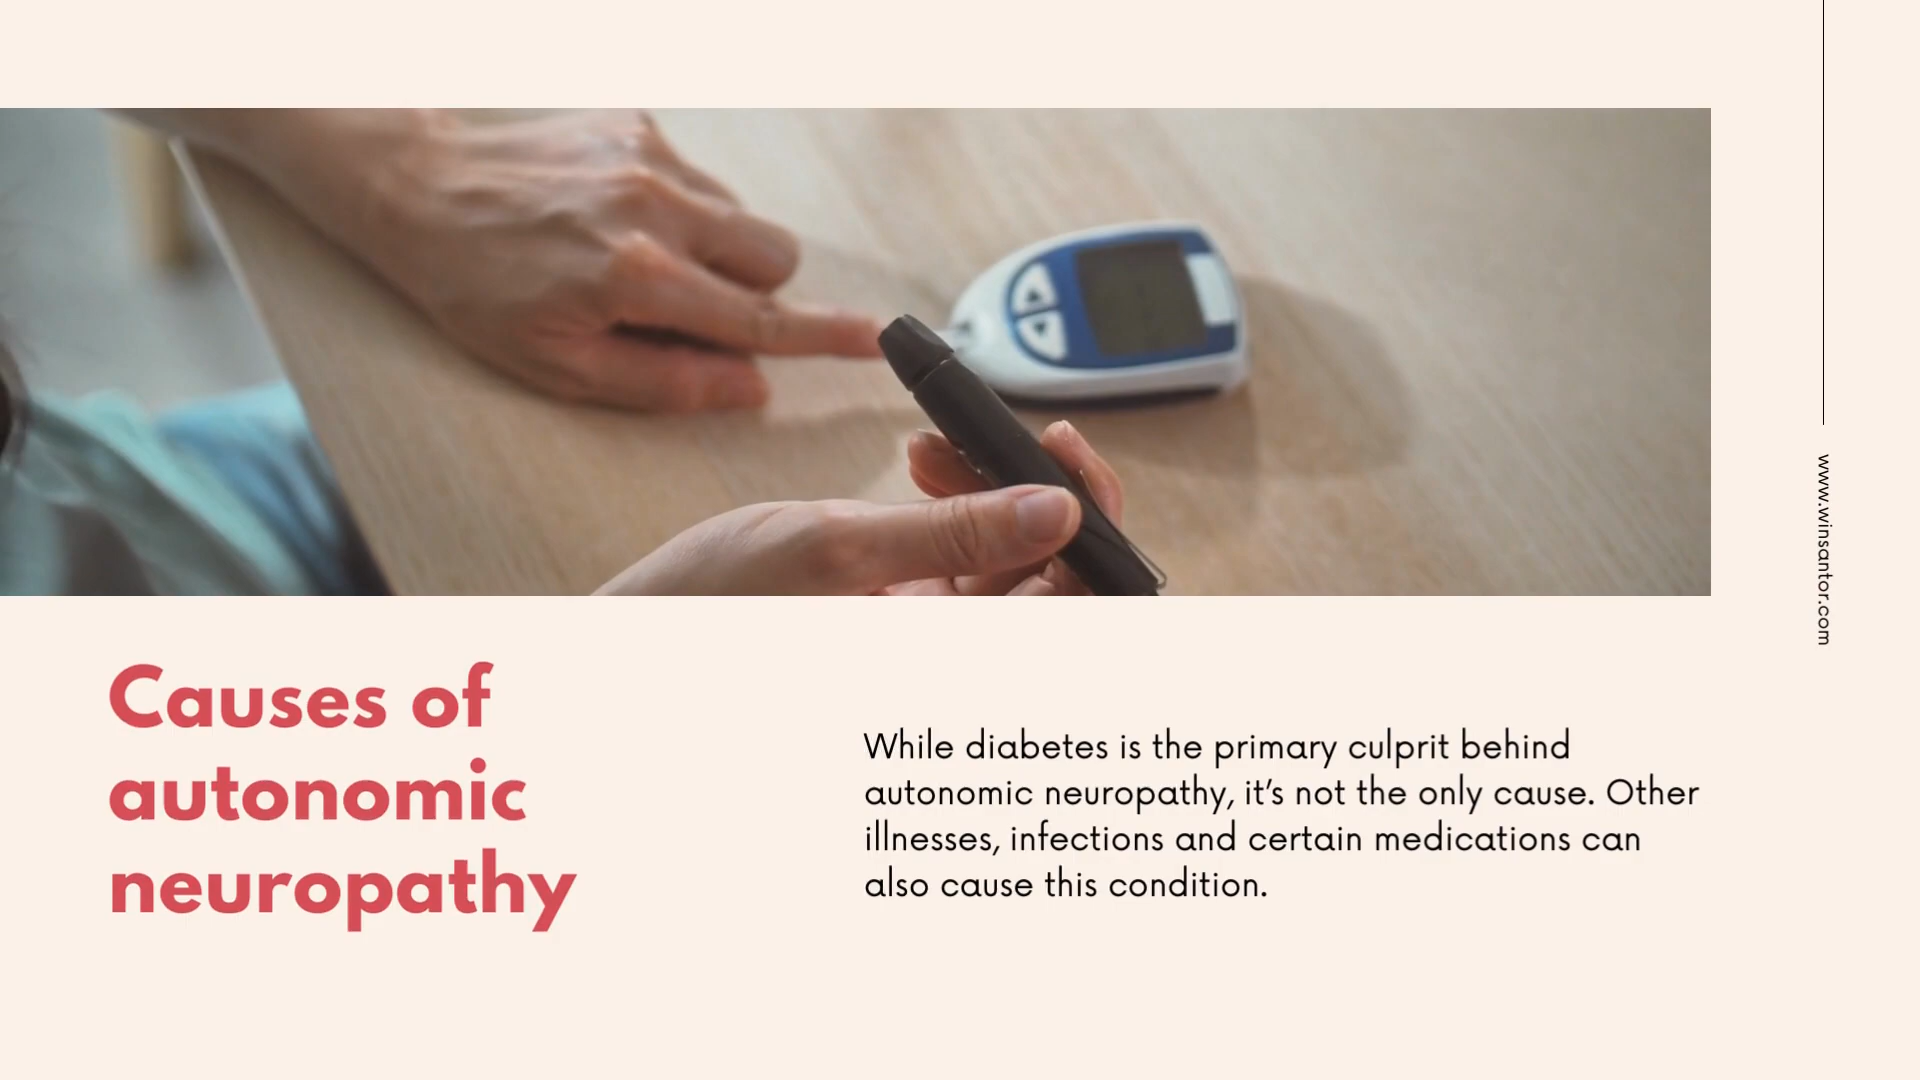 Causes of
autonomic
neuropathy
While diabetes is the primary culprit behind
autonomic neuropathy, it’s not the only cause. Other
illnesses, infections and certain medications can
also cause this condition.
www.winsantor.com